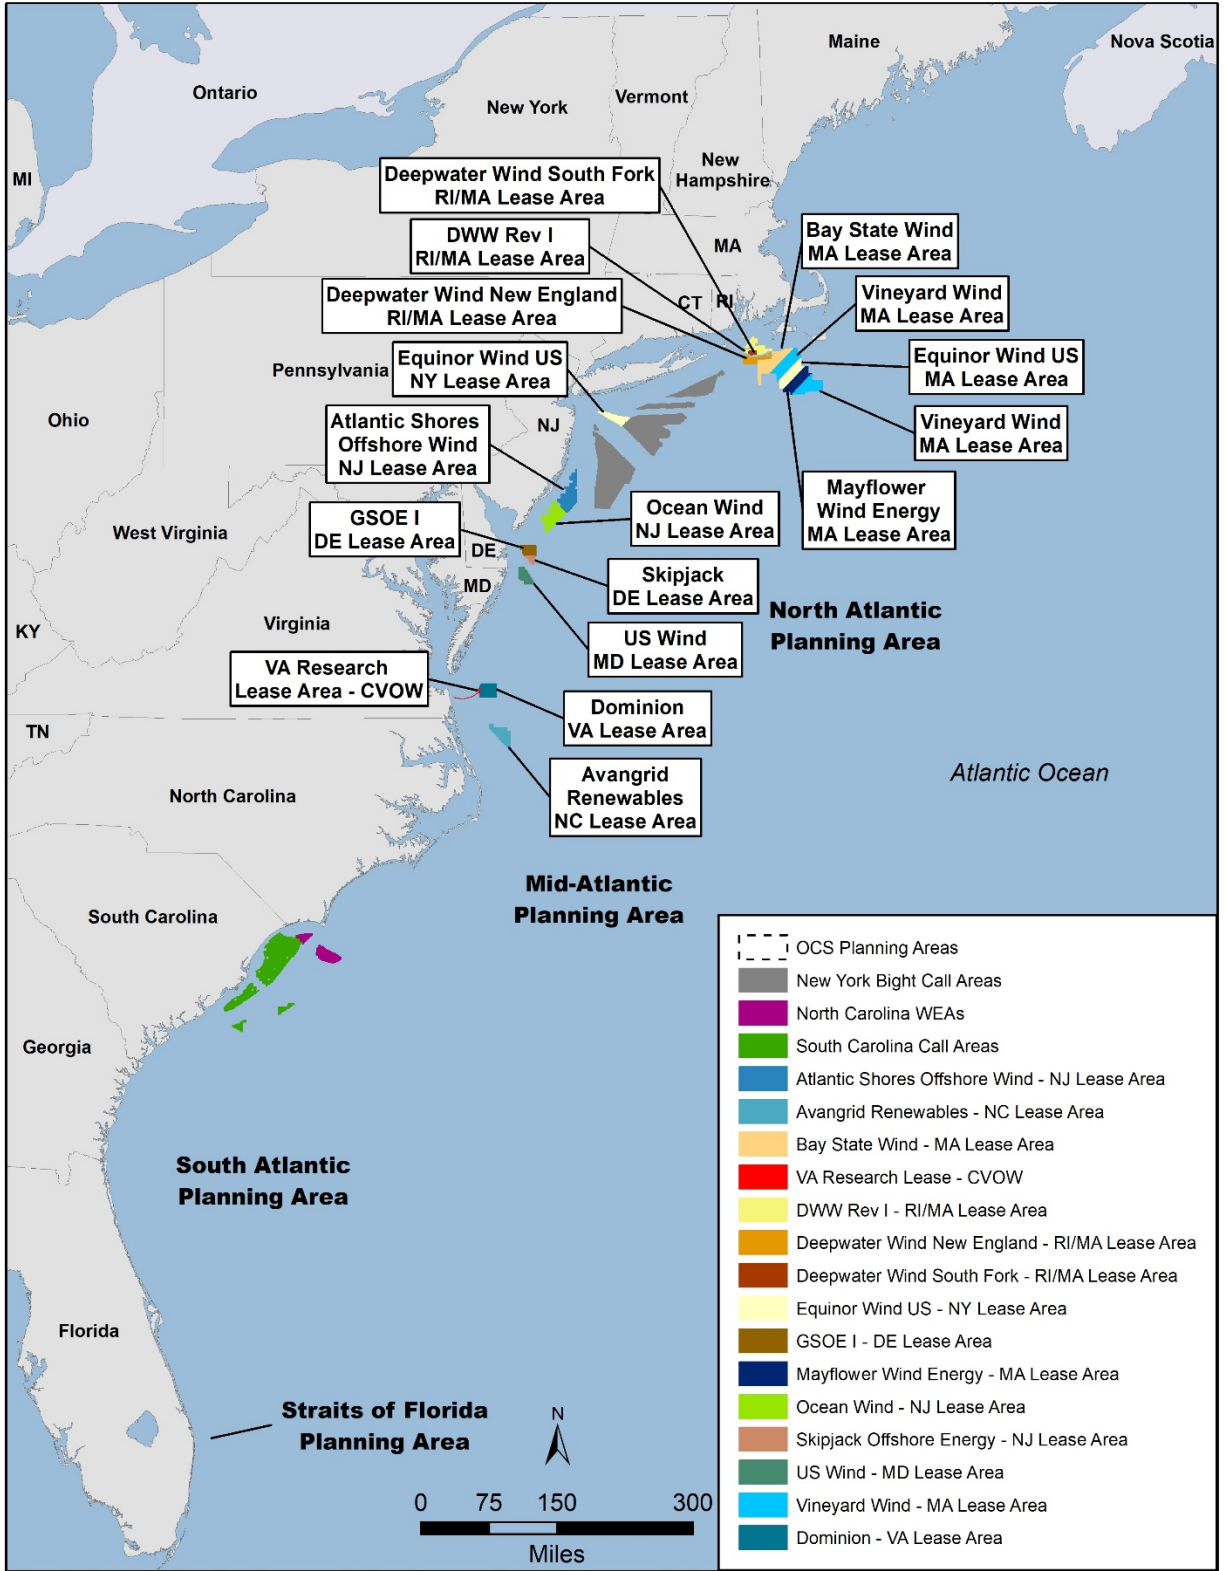 Maine
Nova Scotia
Ontario
Vermont
New York
New
Hampshire
MI
Deepwater Wind South Fork
RI/MA Lease Area
DWW Rev I
RI/MA Lease Area
MA
Bay State Wind
MA Lease Area
Deepwater Wind New England
RI/MA Lease Area
CT
RI
Vineyard Wind
MA Lease Area
Equinor Wind US
NY Lease Area
Pennsylvania
Equinor Wind US
MA Lease Area
Ohio
NJ
Atlantic Shores
Offshore Wind
NJ Lease Area
Vineyard Wind
MA Lease Area
Mayflower
Wind Energy
MA Lease Area
West Virginia
GSOE I
DE Lease Area
Ocean Wind
NJ Lease Area
DE
MD
Skipjack
DE Lease Area
North Atlantic
Planning Area
KY
Virginia
US Wind
MD Lease Area
VA Research
Lease Area - CVOW
Dominion
VA Lease Area
TN
Avangrid
Renewables
NC Lease Area
Atlantic Ocean
North Carolina
Mid-Atlantic
Planning Area
South Carolina
Georgia
South Atlantic
Planning Area
Florida
Straits of Florida
Planning Area
N
0 75 150 300
Miles
OCS Planning Areas
New York Bight Call Areas
North Carolina WEAs
South Carolina Call Areas
Atlantic Shores Offshore Wind - NJ Lease Area
Avangrid Renewables - NC Lease Area
Bay State Wind - MA Lease Area
VA Research Lease - CVOW
DWW Rev I - RI/MA Lease Area
Deepwater Wind New England - RI/MA Lease Area
Deepwater Wind South Fork - RI/MA Lease Area
Equinor Wind US - NY Lease Area
GSOE I - DE Lease Area
Mayflower Wind Energy - MA Lease Area
Ocean Wind - NJ Lease Area
Skipjack Offshore Energy - NJ Lease Area
US Wind - MD Lease Area
Vineyard Wind - MA Lease Area
Dominion - VA Lease Area